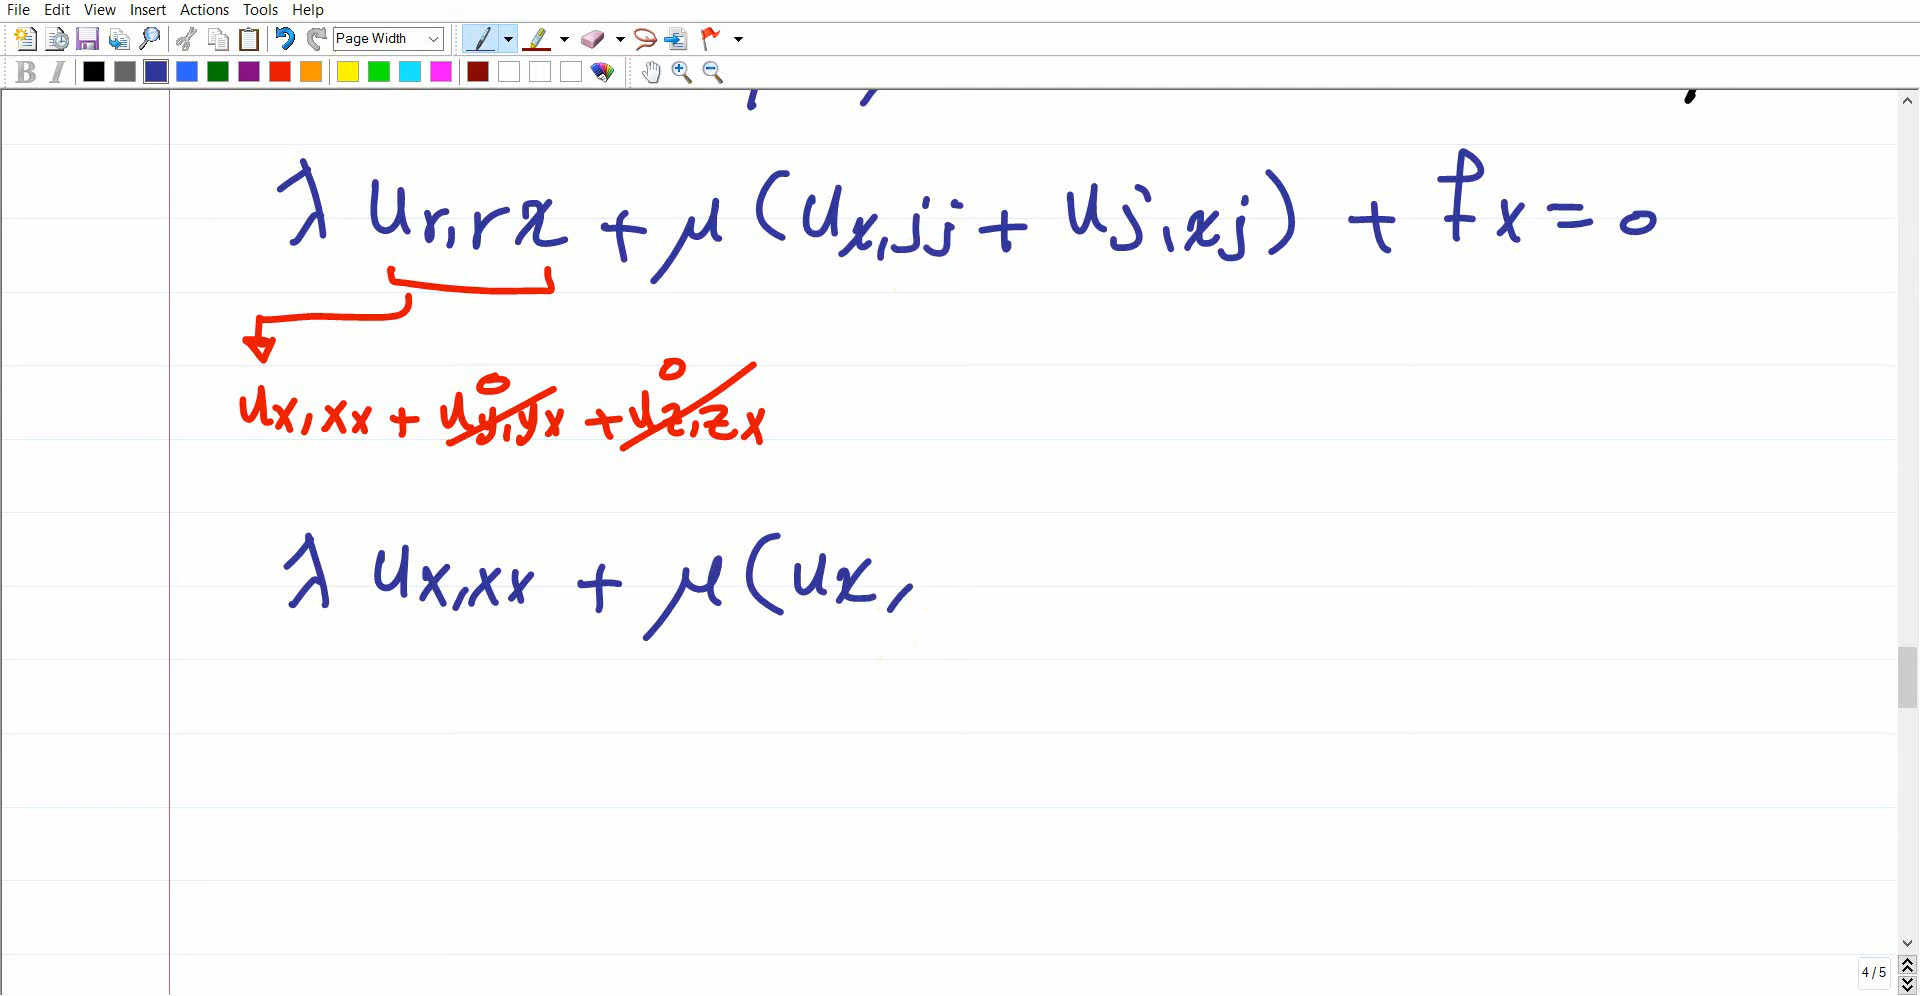 File Edit View Insert Actions Tools Help
Page Width
B I
λ ur,rx + μ (ux,jj + uj,xj) + fx = 0
ux,xx + uy,yx + uz,zx
0 0
λ ux,xx + μ (ux,
4 / 5